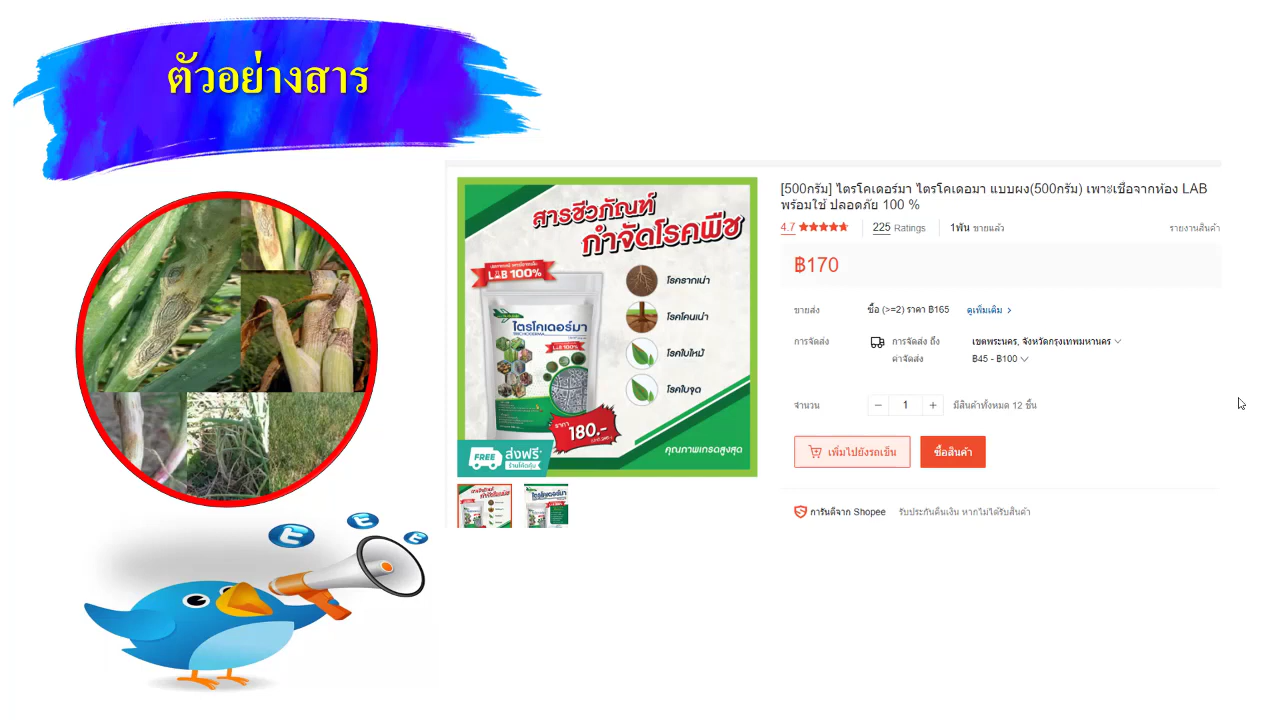 ตัวอย่างสาร
สารชีวภัณฑ์
กำจัดโรคพืช
LAB 100%
โรครากเน่า
โรคโคนเน่า
โรคใบไหม้
โรคใบจุด
ไตรโคเดอร์มา
TRICHODERMA
LAB 100%
ราคา
180.-
FREE ส่งฟรี*
ร้านโค้ดคุ้ม
คุณภาพเกรดสูงสุด
[500กรัม] ไตรโคเดอร์มา ไตรโคเดอมา แบบผง(500กรัม) เพาะเชื้อจากห้อง LAB
พร้อมใช้ ปลอดภัย 100 %
4.7 225 Ratings 1พัน ขายแล้ว รายงานสินค้า
฿170
ขายส่ง ซื้อ (>=2) ราคา ฿165 ดูเพิ่มเติม
การจัดส่ง การจัดส่ง ถึง เขตพระนคร, จังหวัดกรุงเทพมหานคร
ค่าจัดส่ง ฿45 - ฿100
จำนวน − 1 + มีสินค้าทั้งหมด 12 ชิ้น
เพิ่มไปยังรถเข็น ซื้อสินค้า
การันตีจาก Shopee รับประกันคืนเงิน หากไม่ได้รับสินค้า